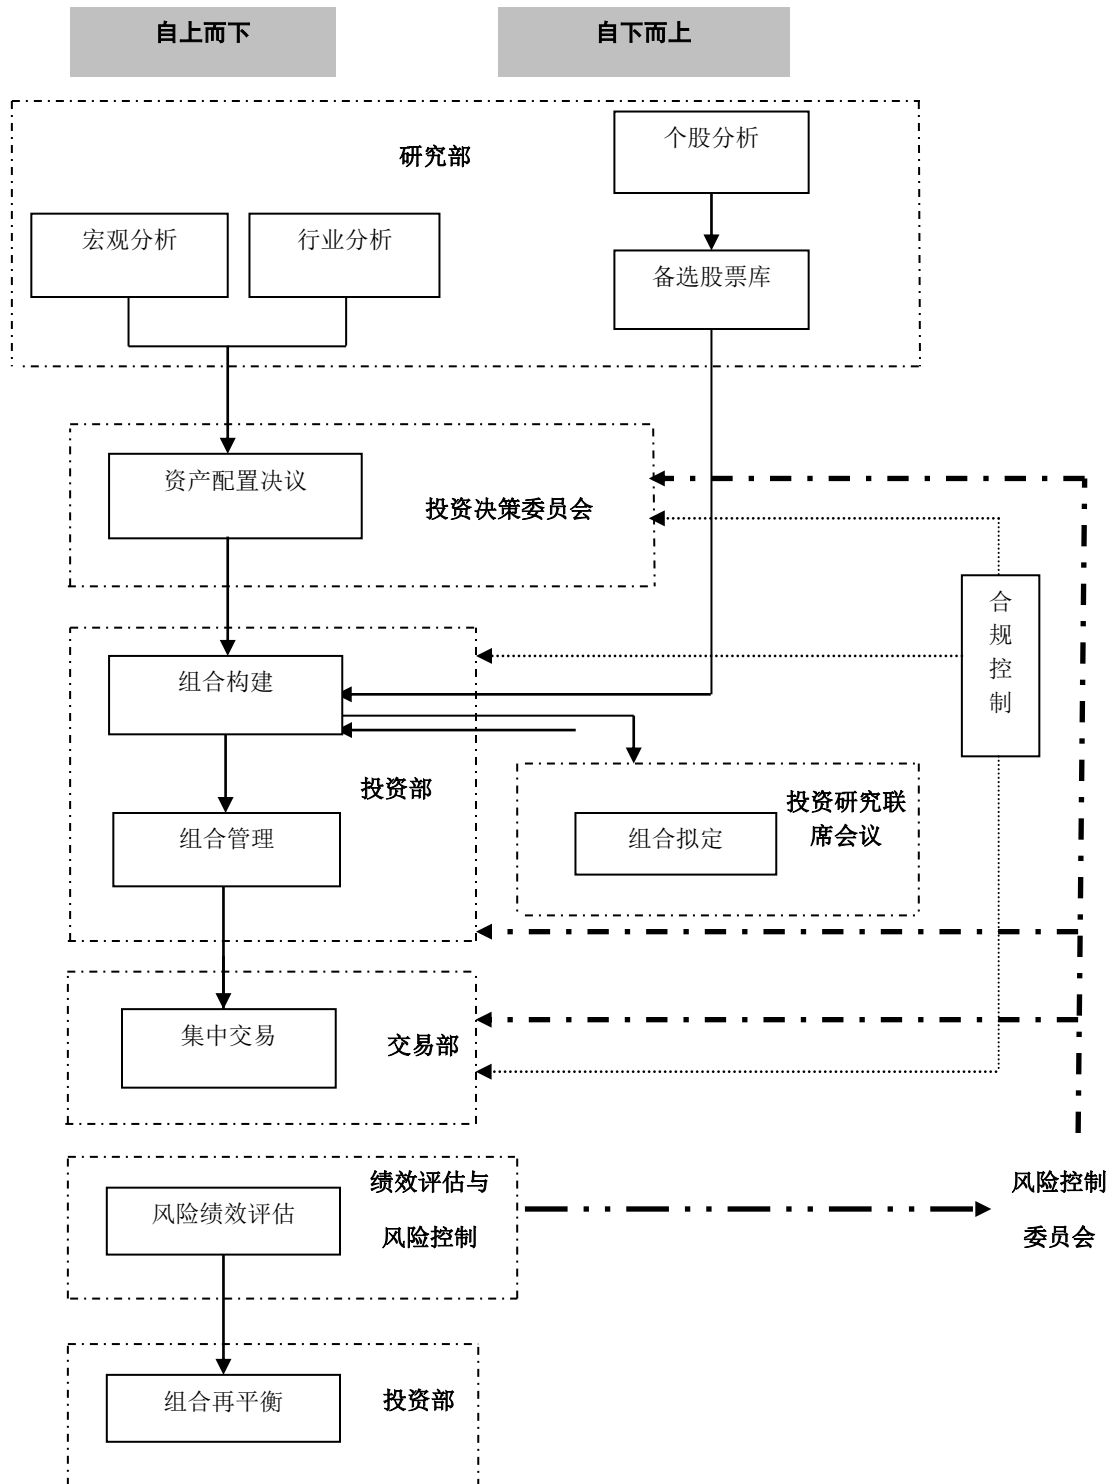 自上而下
自下而上
研究部
个股分析
宏观分析
行业分析
备选股票库
资产配置决议
投资决策委员会
合
规
控
制
组合构建
投资部
投资研究联
席会议
组合管理
组合拟定
集中交易
交易部
绩效评估与
风险控制
风险绩效评估
风险控制
委员会
组合再平衡
投资部